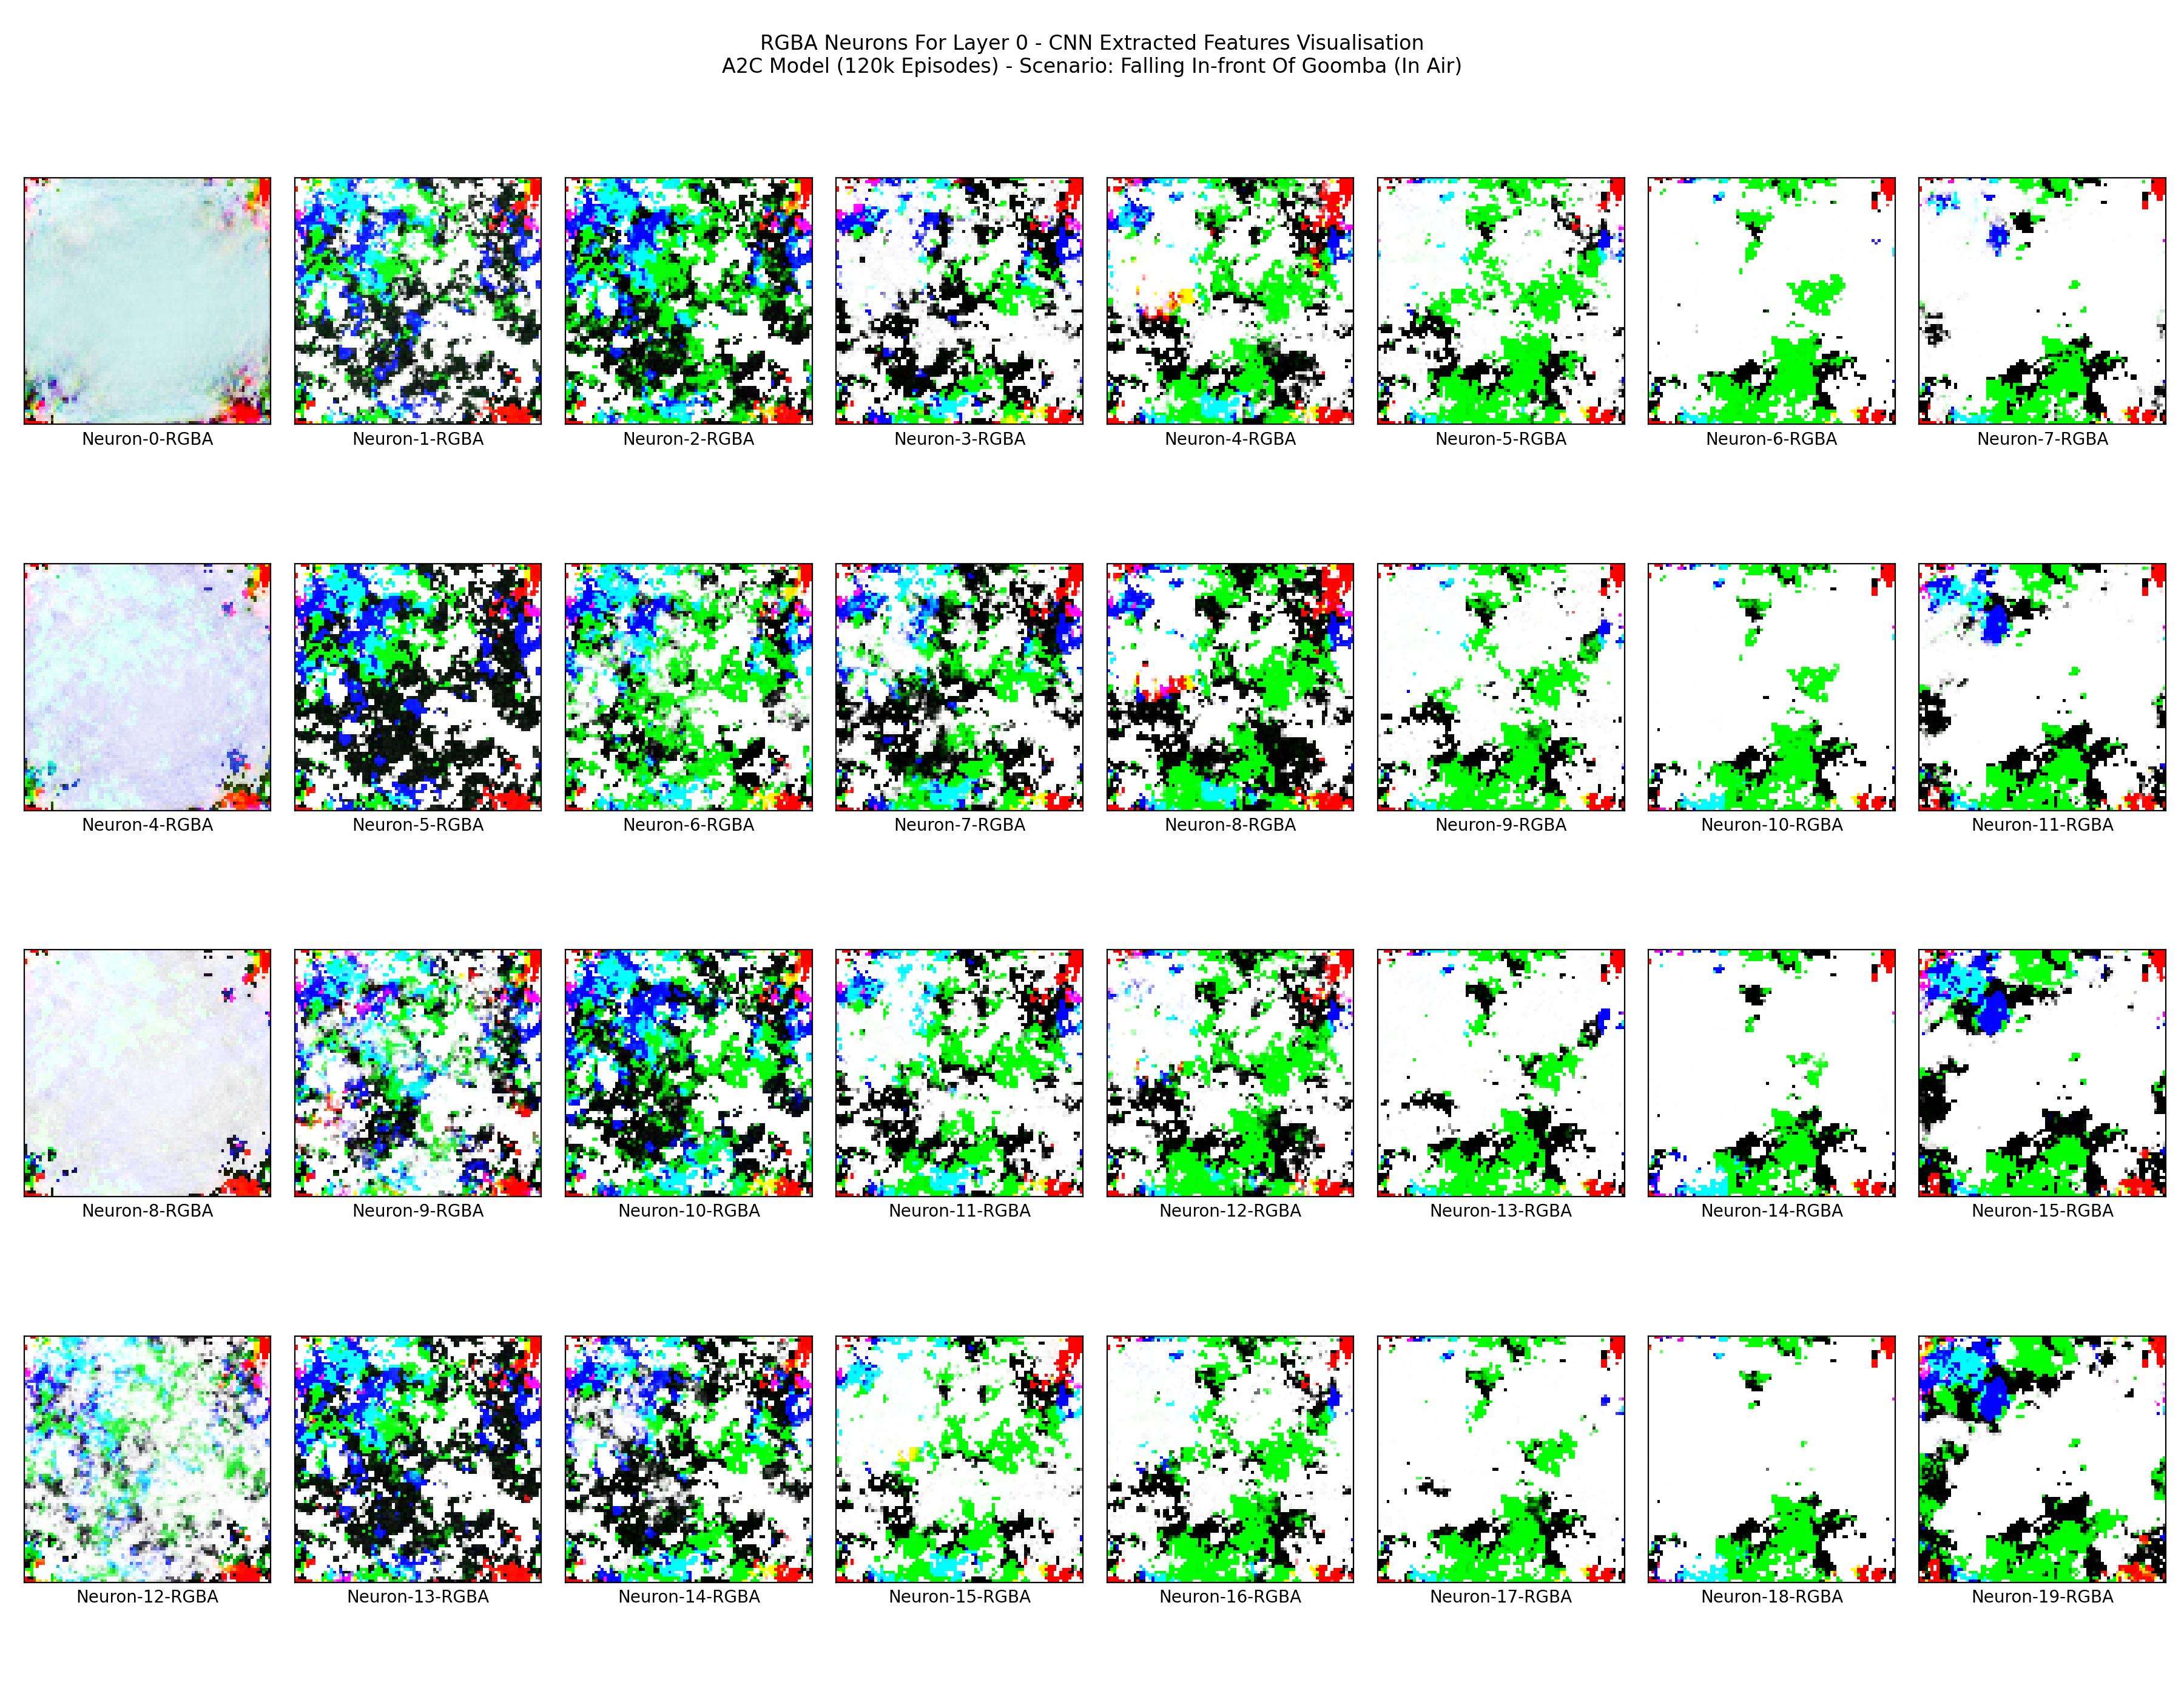 RGBA Neurons For Layer 0 - CNN Extracted Features Visualisation
A2C Model (120k Episodes) - Scenario: Falling In-front Of Goomba (In Air)
Neuron-0-RGBA Neuron-1-RGBA Neuron-2-RGBA Neuron-3-RGBA Neuron-4-RGBA Neuron-5-RGBA Neuron-6-RGBA Neuron-7-RGBA
Neuron-4-RGBA Neuron-5-RGBA Neuron-6-RGBA Neuron-7-RGBA Neuron-8-RGBA Neuron-9-RGBA Neuron-10-RGBA Neuron-11-RGBA
Neuron-8-RGBA Neuron-9-RGBA Neuron-10-RGBA Neuron-11-RGBA Neuron-12-RGBA Neuron-13-RGBA Neuron-14-RGBA Neuron-15-RGBA
Neuron-12-RGBA Neuron-13-RGBA Neuron-14-RGBA Neuron-15-RGBA Neuron-16-RGBA Neuron-17-RGBA Neuron-18-RGBA Neuron-19-RGBA